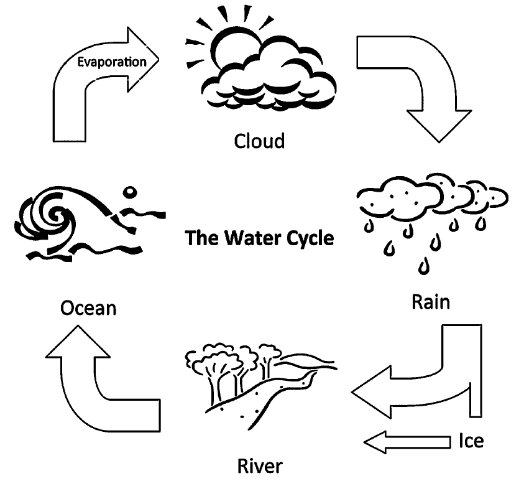 Evaporation
Cloud
The Water Cycle
Ocean
Rain
Ice
River